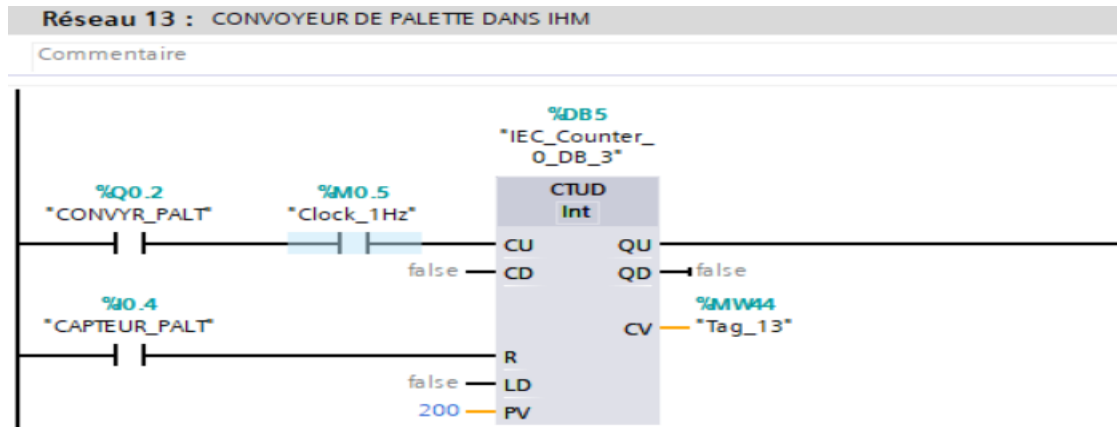 Réseau 13 : CONVOYEUR DE PALETTE DANS IHM
Commentaire
%DB5
"IEC_Counter_
0_DB_3"
%Q0.2
"CONVYR_PALT"
%M0.5
"Clock_1Hz"
CTUD
Int
CU
QU
false
CD
QD
false
%I0.4
"CAPTEUR_PALT"
%MW44
CV
"Tag_13"
R
false
LD
200
PV